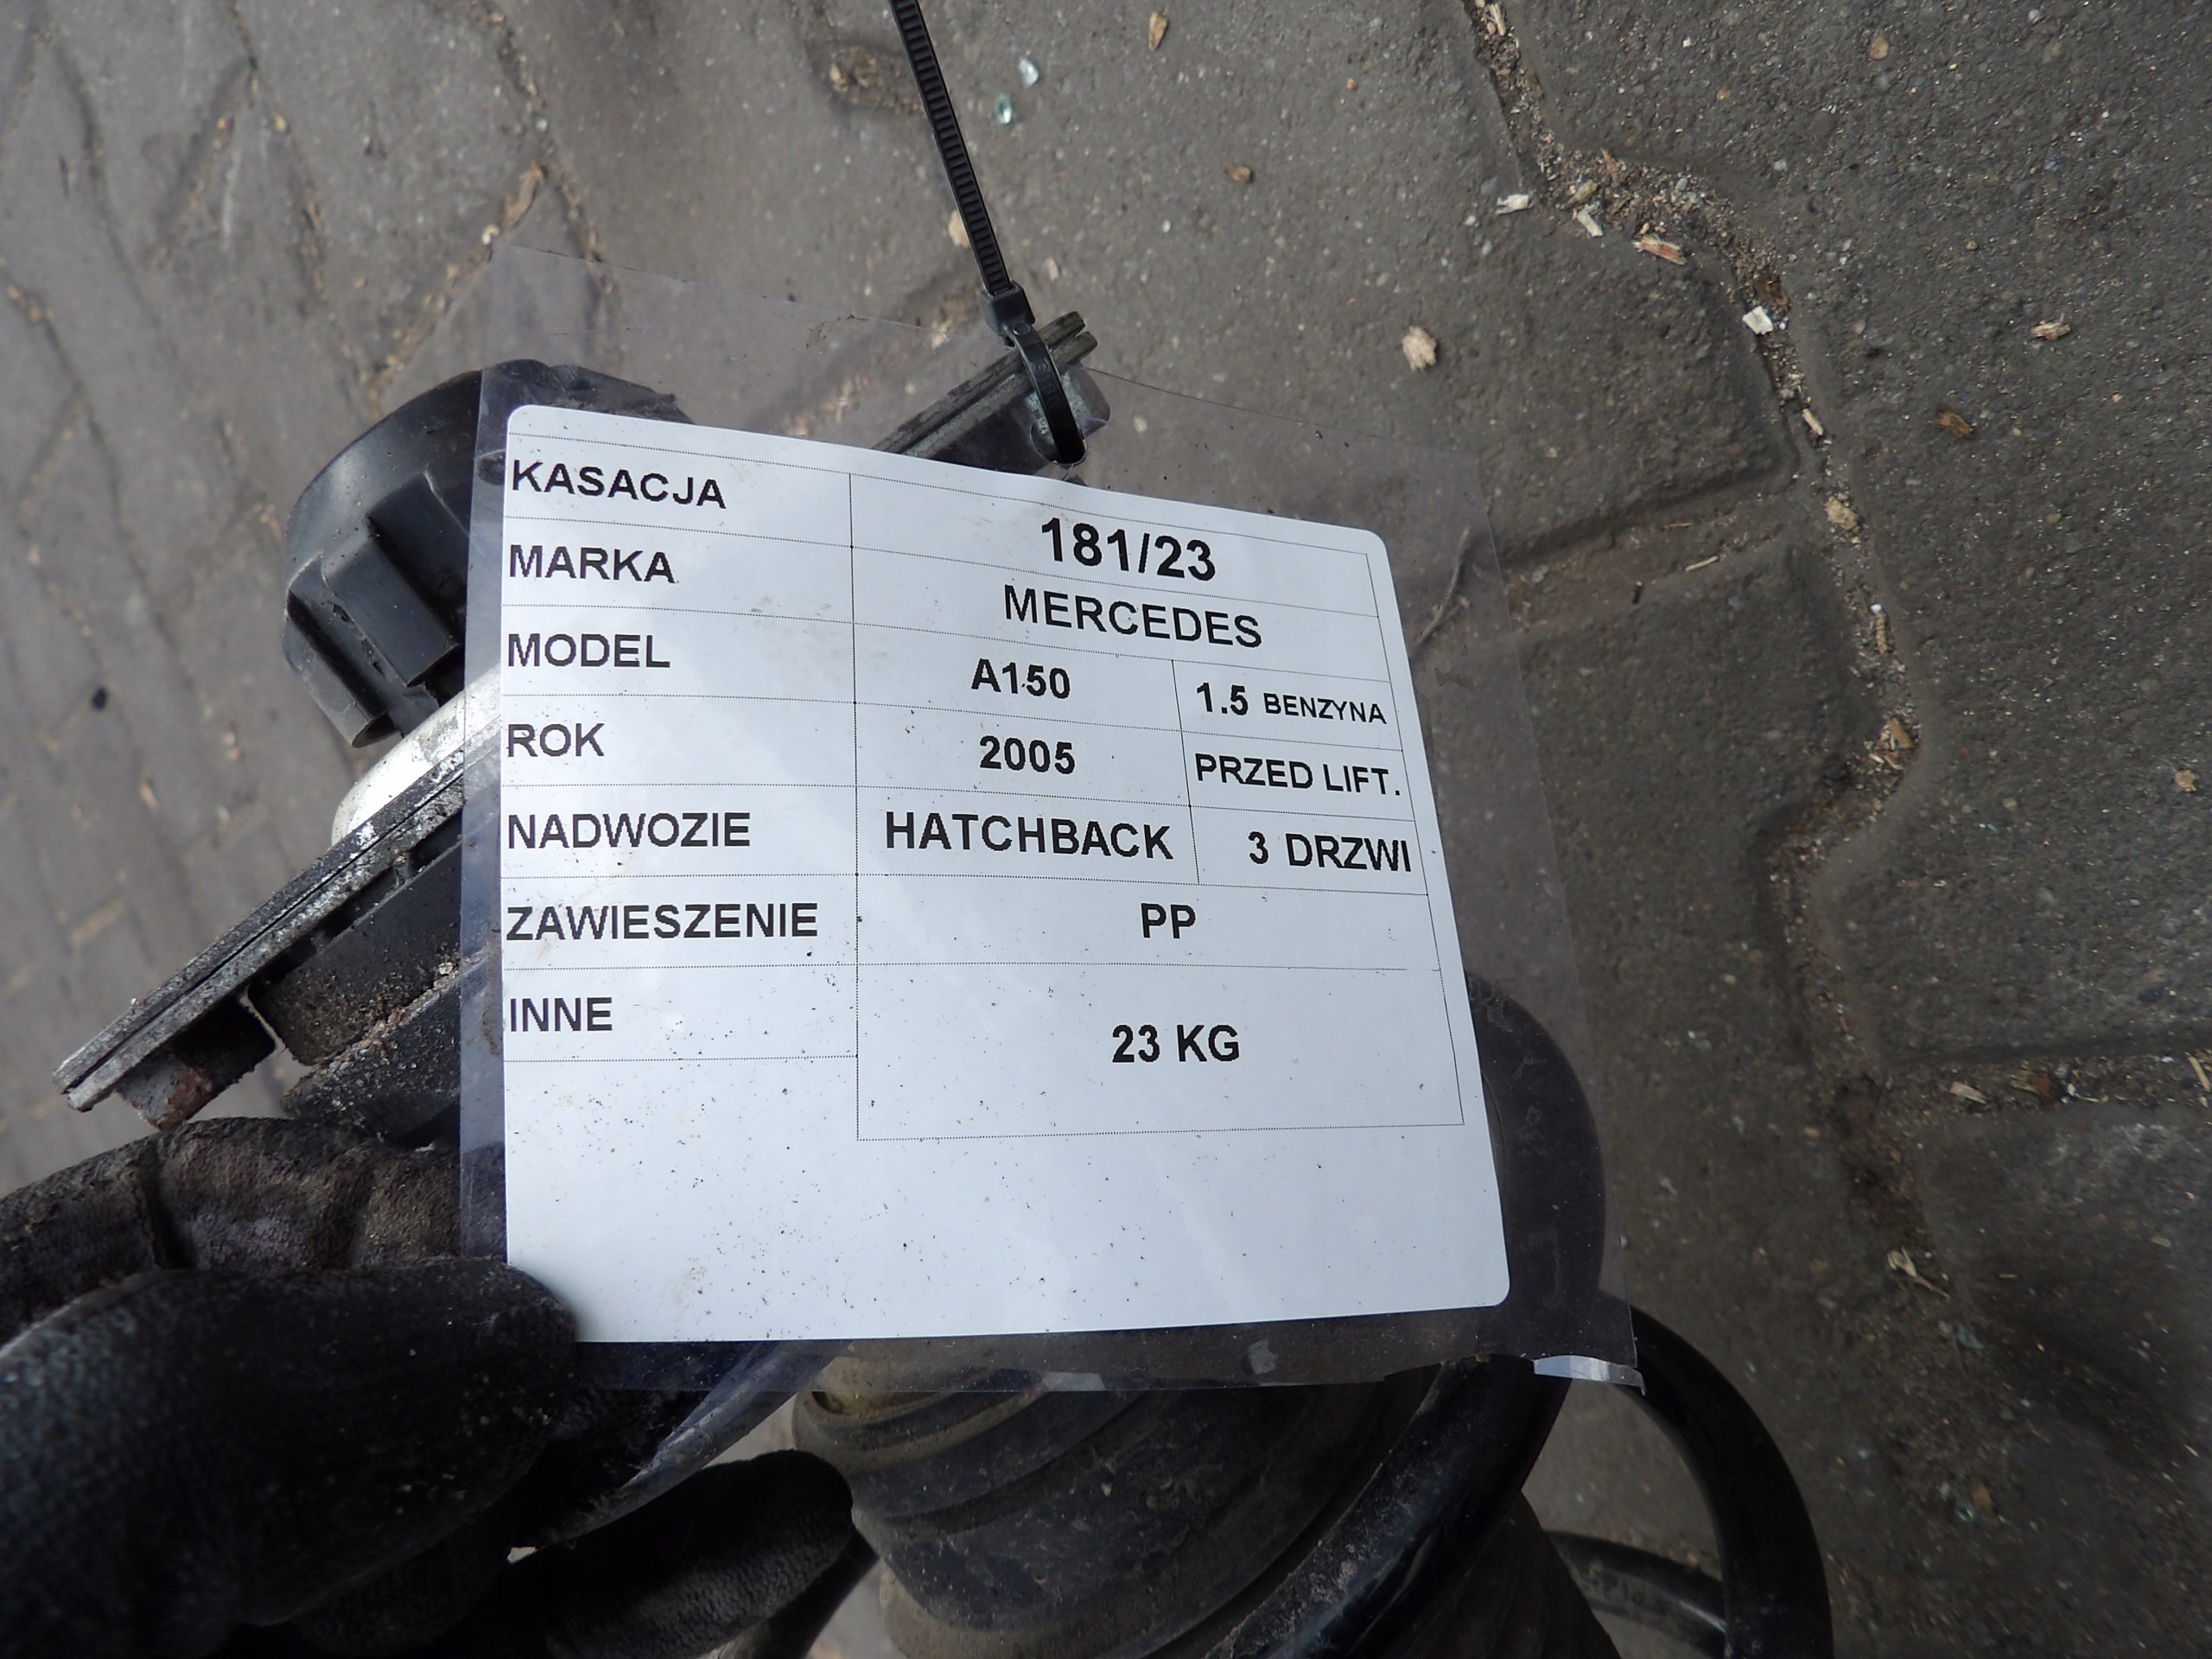 KASACJA 181/23
MARKA MERCEDES
MODEL A150 1.5 BENZYNA
ROK 2005 PRZED LIFT.
NADWOZIE HATCHBACK 3 DRZWI
ZAWIESZENIE PP
INNE 23 KG